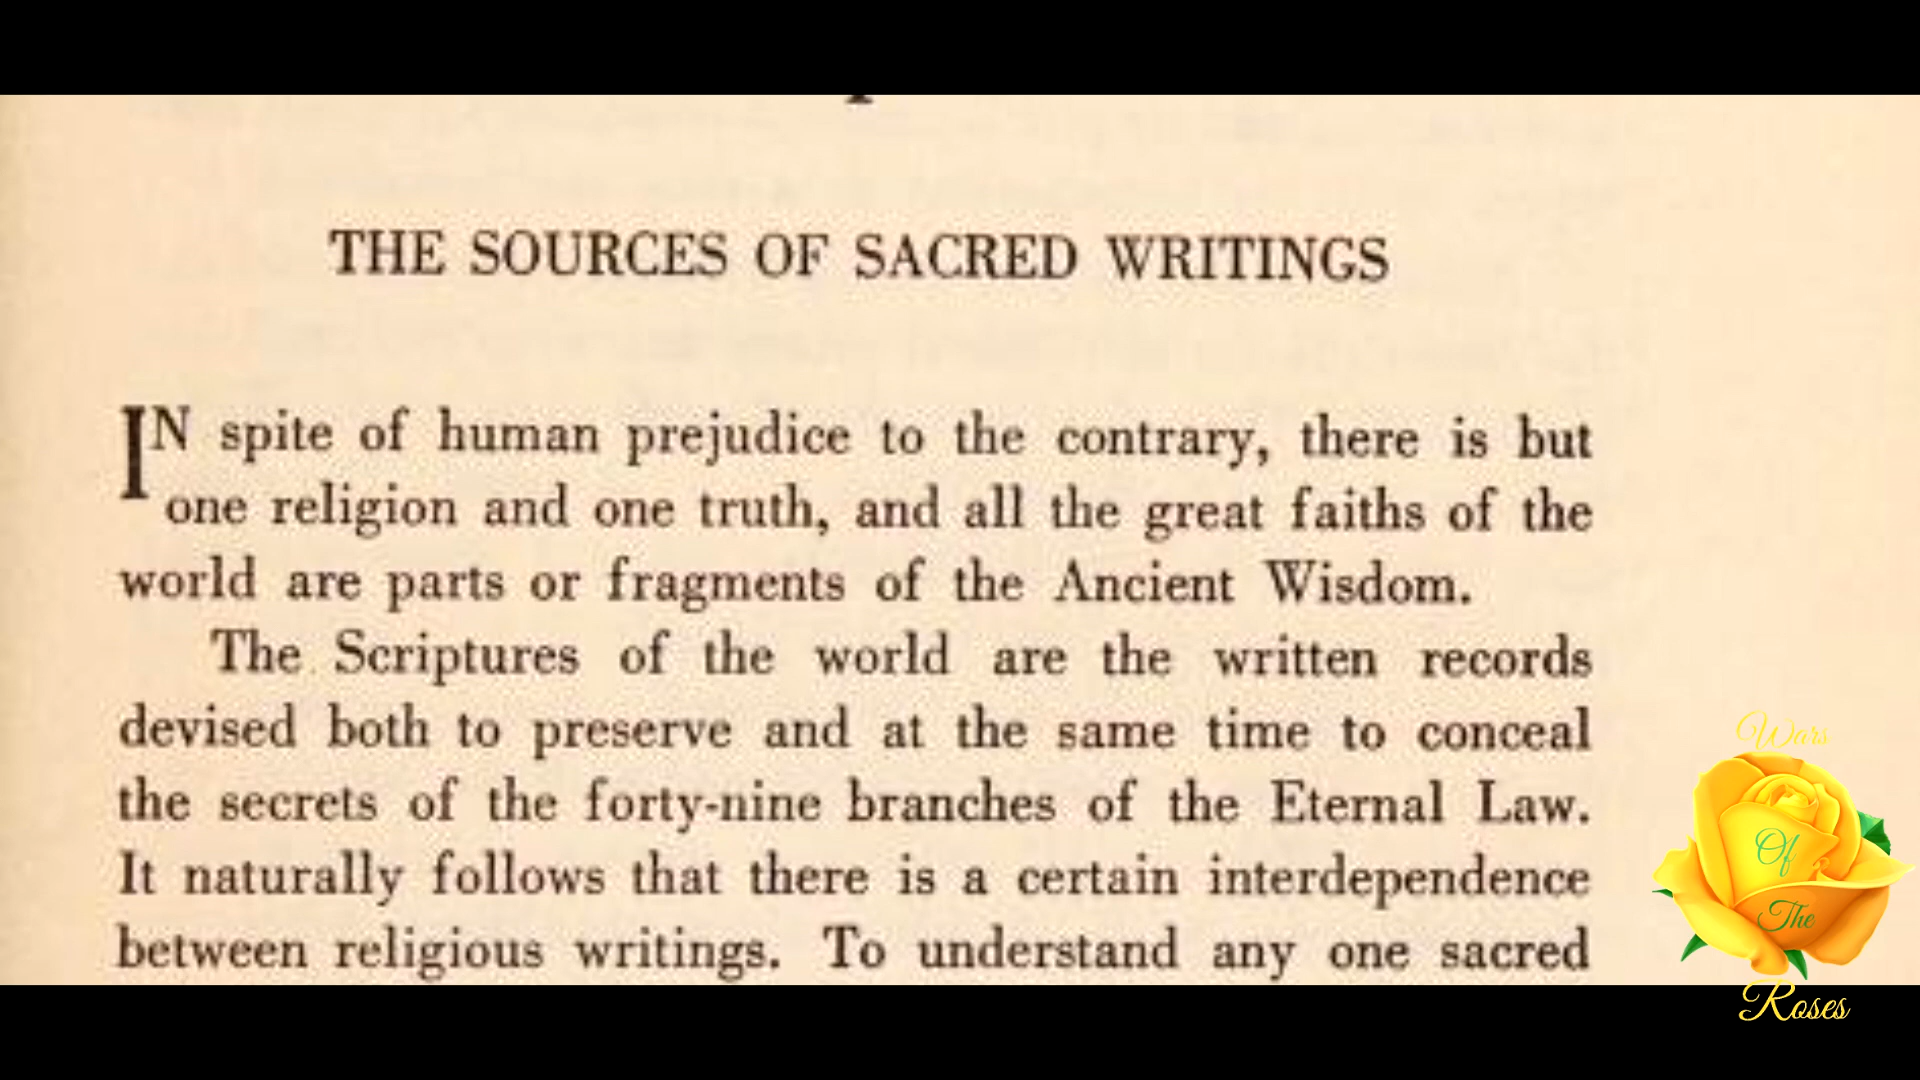 THE SOURCES OF SACRED WRITINGS
IN spite of human prejudice to the contrary, there is but
one religion and one truth, and all the great faiths of the
world are parts or fragments of the Ancient Wisdom.
The Scriptures of the world are the written records
devised both to preserve and at the same time to conceal
the secrets of the forty-nine branches of the Eternal Law.
It naturally follows that there is a certain interdependence
between religious writings. To understand any one sacred
Wars
Of
The
Roses